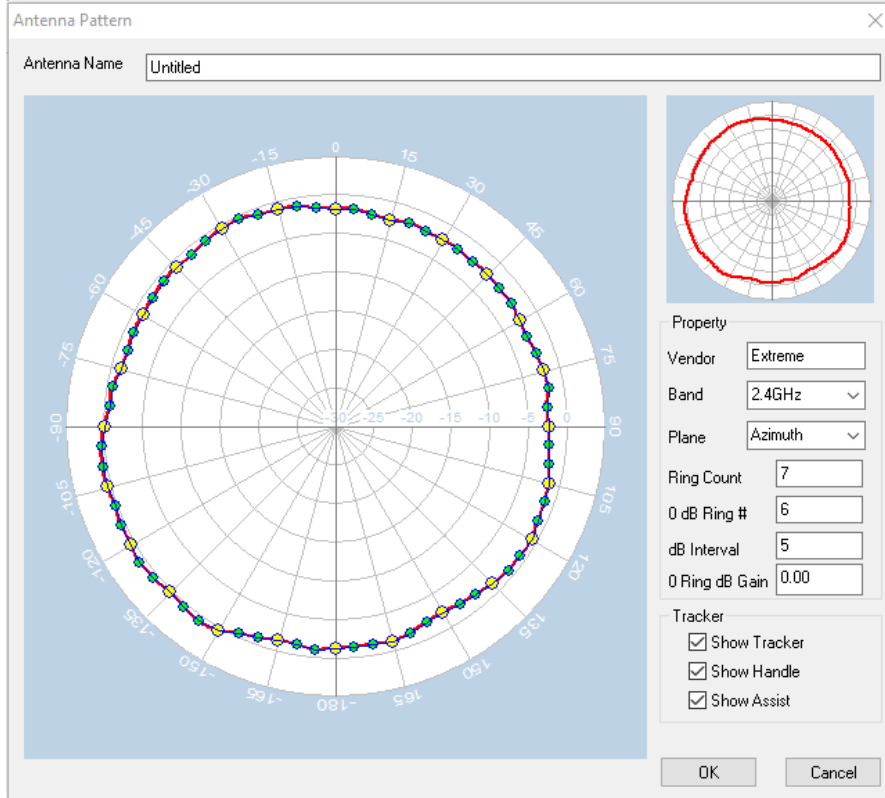 Antenna Pattern
Antenna Name Untitled
0
-15 15
-30 30
-45 45
-60 60
-75 75
-90 -30 -25 -20 -15 -10 -5 0 90
-105 105
-120 120
-135 135
-150 150
-165 165
-180
Property
Vendor Extreme
Band 2.4GHz
Plane Azimuth
Ring Count 7
0 dB Ring # 6
dB Interval 5
0 Ring dB Gain 0.00
Tracker
Show Tracker
Show Handle
Show Assist
OK Cancel